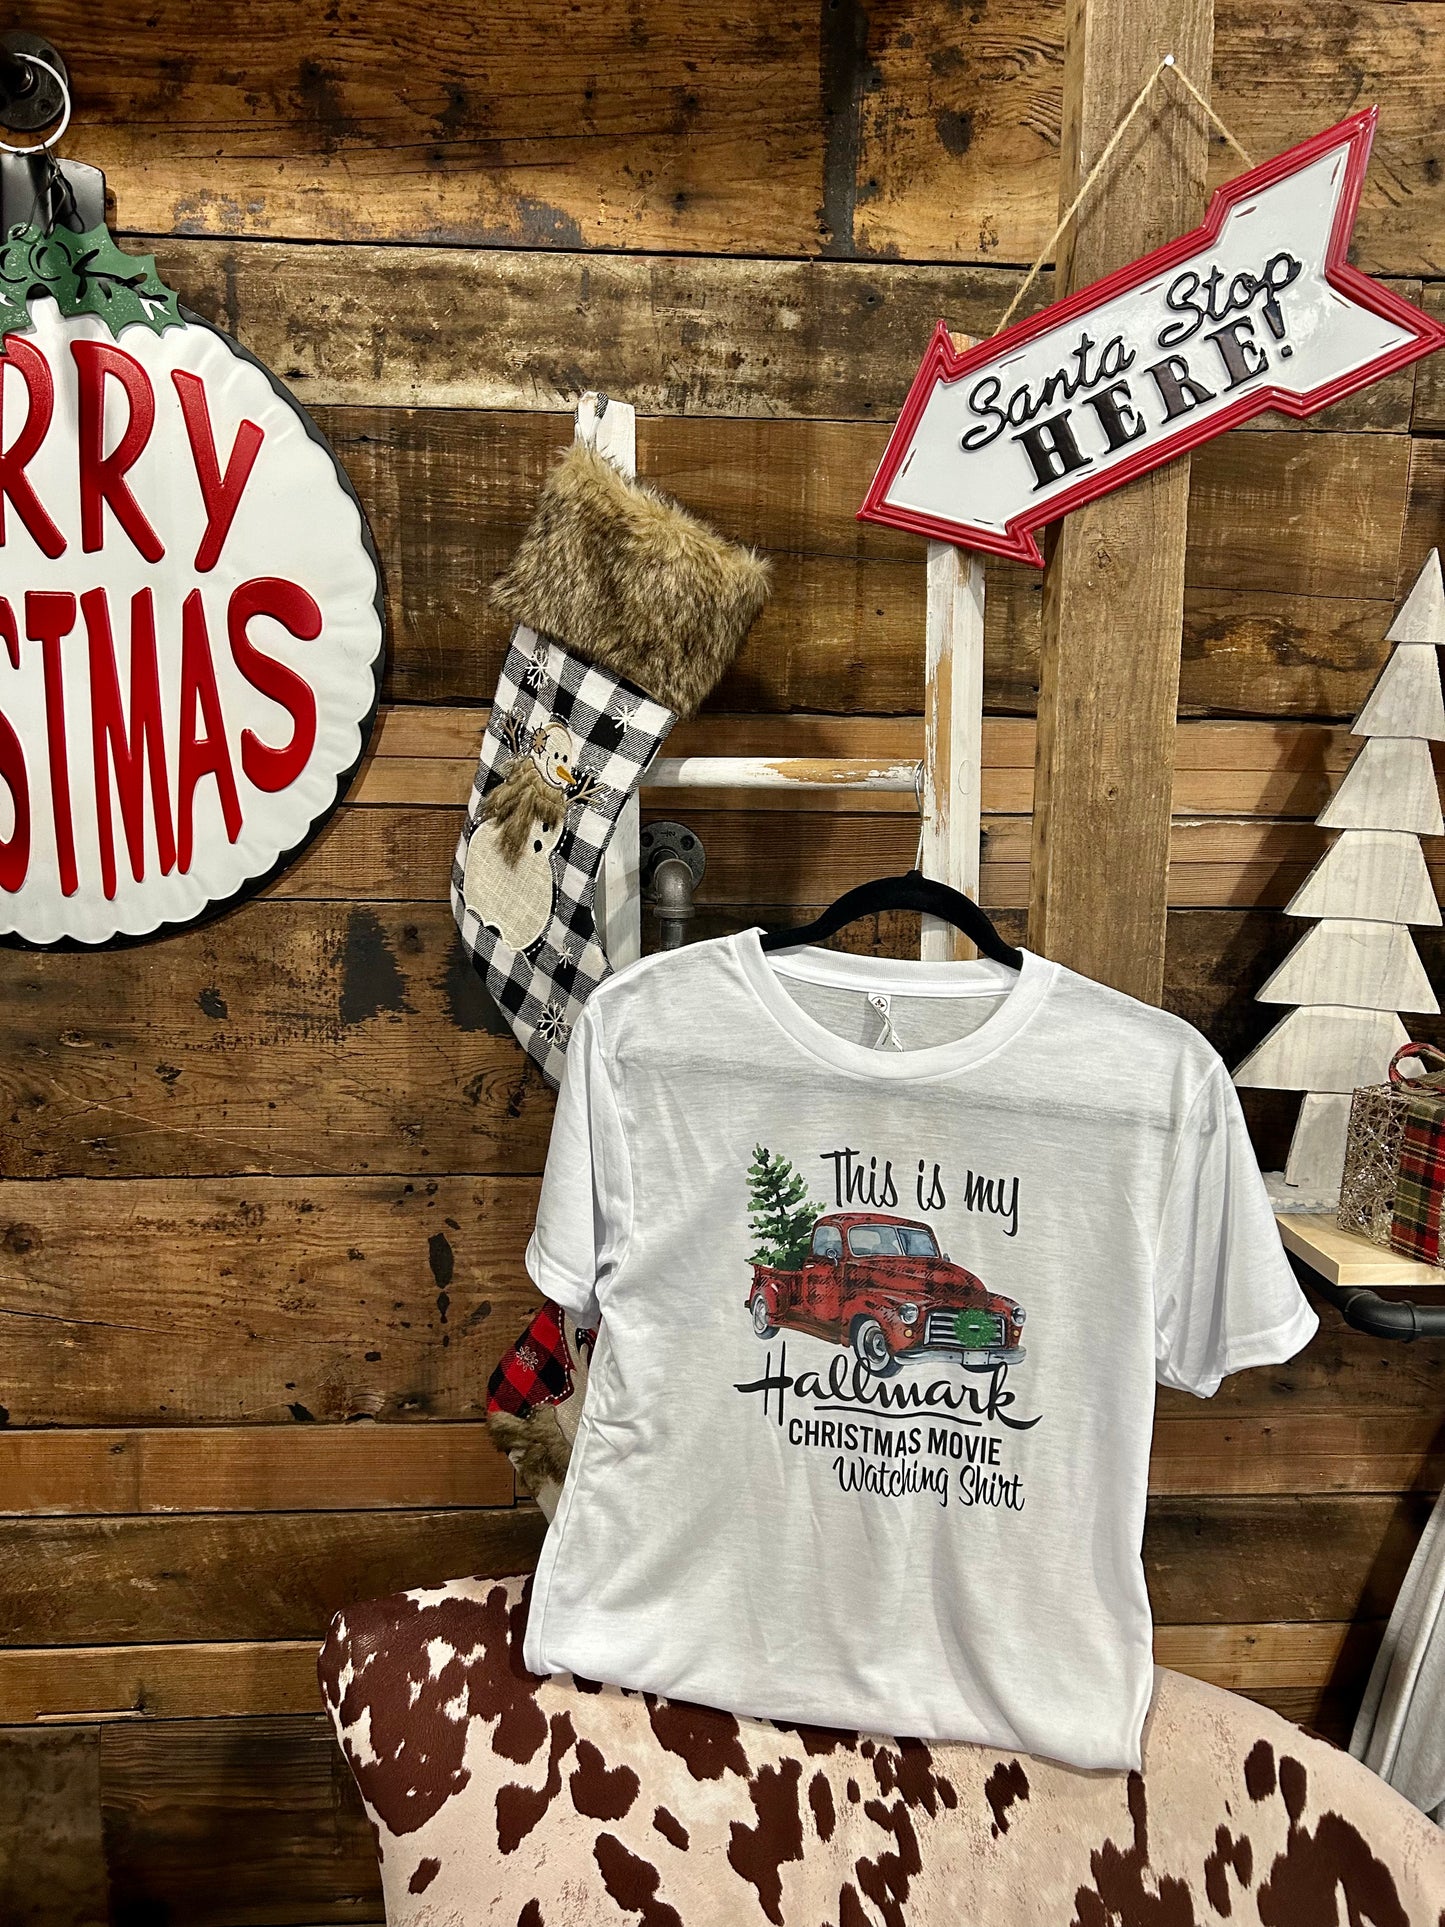 RRY
STMAS
Santa Stop
HERE!
This is my
Hallmark
CHRISTMAS MOVIE
Watching Shirt